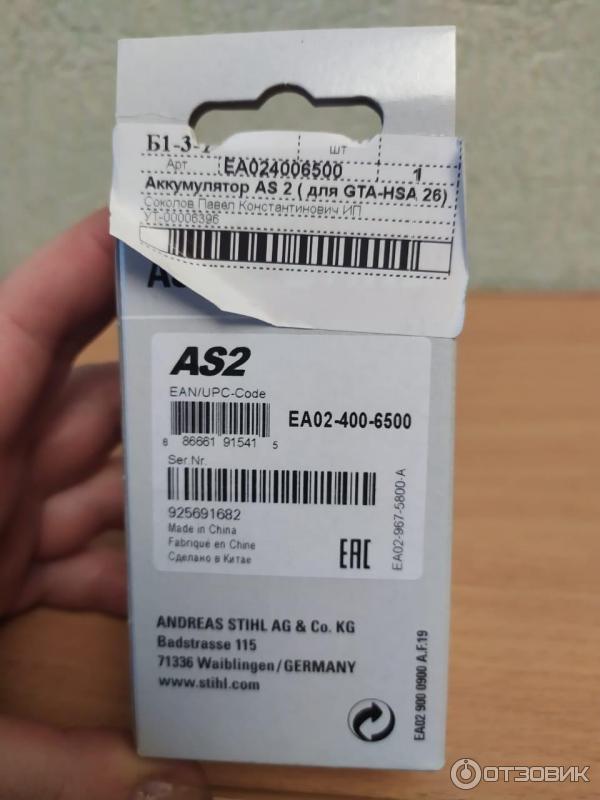 Б1-3-
шт
Арт
EA024006500
1
Аккумулятор AS 2 ( для GTA-HSA 26)
Соколов Павел Константинович ИП
УТ-00006396
AS2
EAN/UPC-Code
EA02-400-6500
8 86661 91541 5
Ser.Nr.
925691682
Made in China
Fabriqué en Chine
Сделано в Китае
EAC
EA02-967-5800-A
ANDREAS STIHL AG & Co. KG
Badstrasse 115
71336 Waiblingen/GERMANY
www.stihl.com
EA02 900 0900 A.F.19
ОТЗОВИК